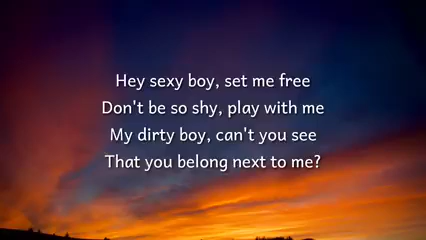 Hey sexy boy, set me free
Don't be so shy, play with me
My dirty boy, can't you see
That you belong next to me?